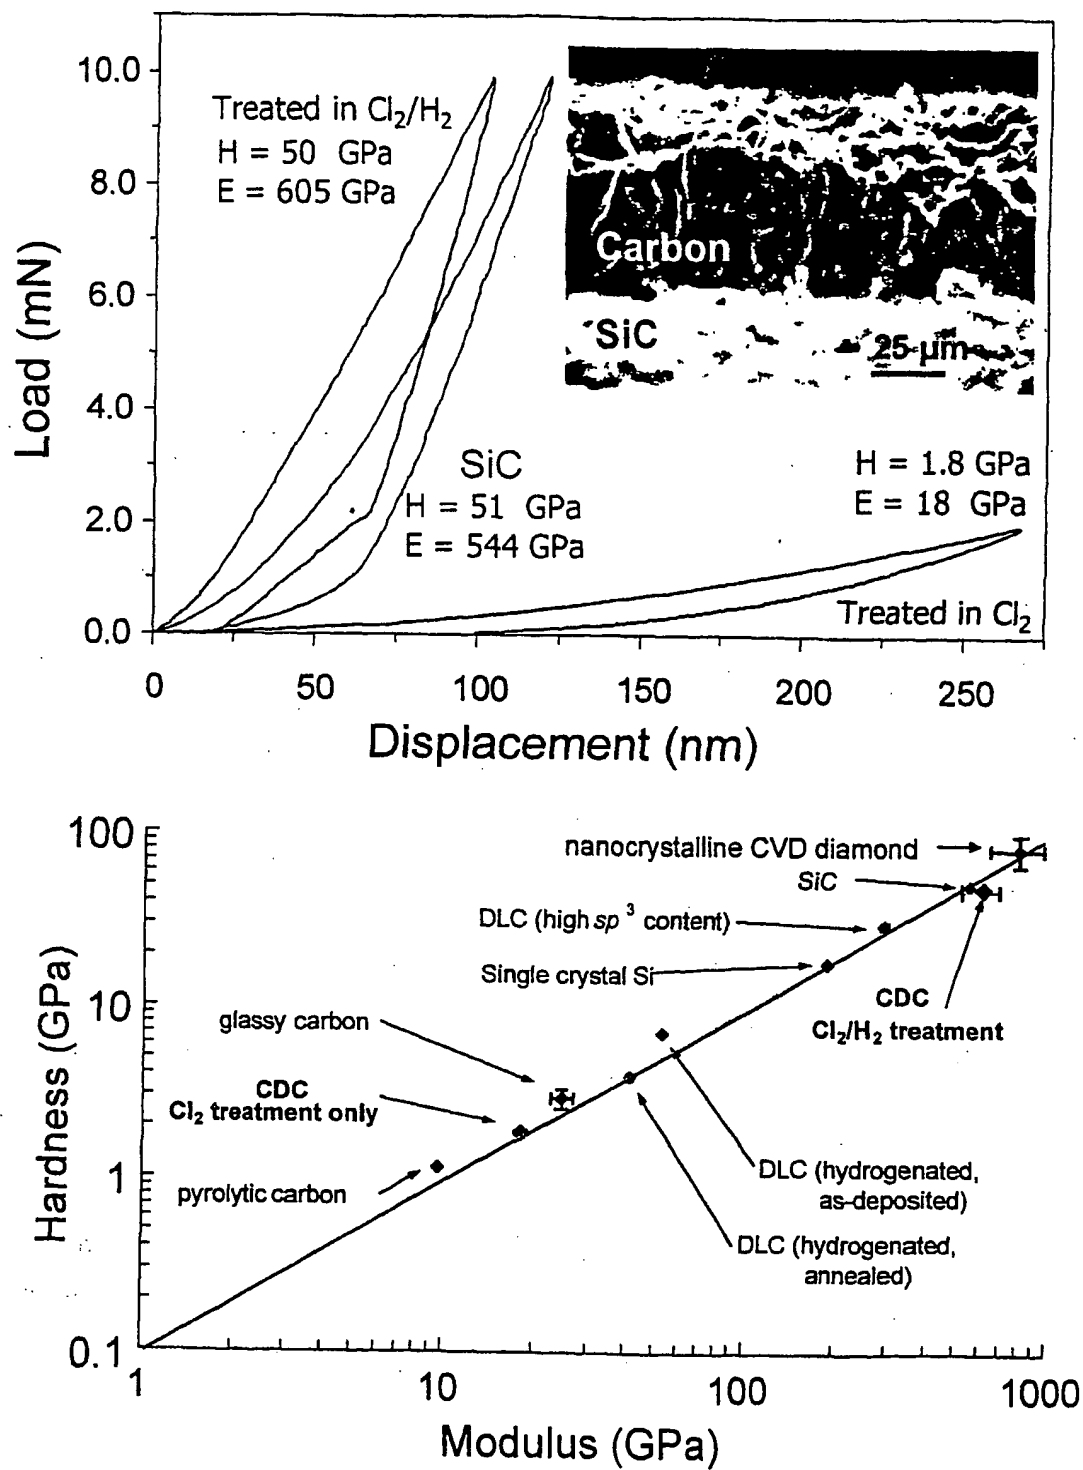 10.0
8.0
6.0
4.0
2.0
0.0
Load (mN)
Treated in Cl₂/H₂
H = 50 GPa
E = 605 GPa
Carbon
SiC
25 µm
SiC
H = 51 GPa
E = 544 GPa
H = 1.8 GPa
E = 18 GPa
Treated in Cl₂
0 50 100 150 200 250
Displacement (nm)
100
10
1
0.1
Hardness (GPa)
nanocrystalline CVD diamond
SiC
DLC (high sp³ content)
Single crystal Si
CDC
Cl₂/H₂ treatment
glassy carbon
CDC
Cl₂ treatment only
pyrolytic carbon
DLC (hydrogenated,
as-deposited)
DLC (hydrogenated,
annealed)
1 10 100 1000
Modulus (GPa)